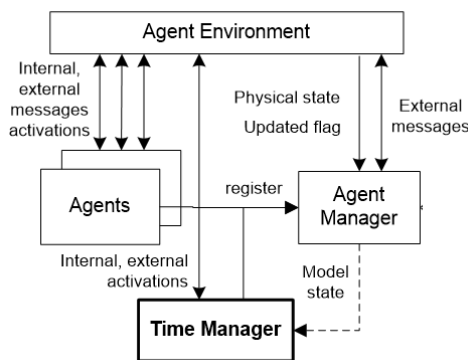 Agent Environment
Internal,
external
messages
activations
Physical state
Updated flag
External
messages
register
Agents
Agent
Manager
Internal, external
activations
Model
state
Time Manager